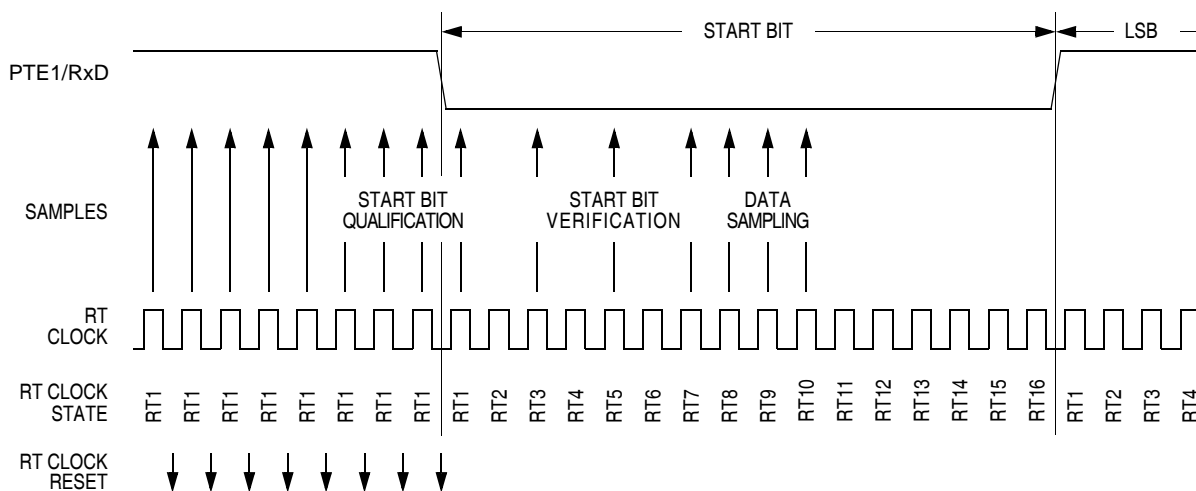 START BIT
LSB
PTE1/RxD
SAMPLES
START BIT
QUALIFICATION
START BIT
VERIFICATION
DATA
SAMPLING
RT
CLOCK
RT CLOCK
STATE
RT1 RT1 RT1 RT1 RT1 RT1 RT1 RT1 RT1 RT2 RT3 RT4 RT5 RT6 RT7 RT8 RT9 RT10 RT11 RT12 RT13 RT14 RT15 RT16 RT1 RT2 RT3 RT4
RT CLOCK
RESET